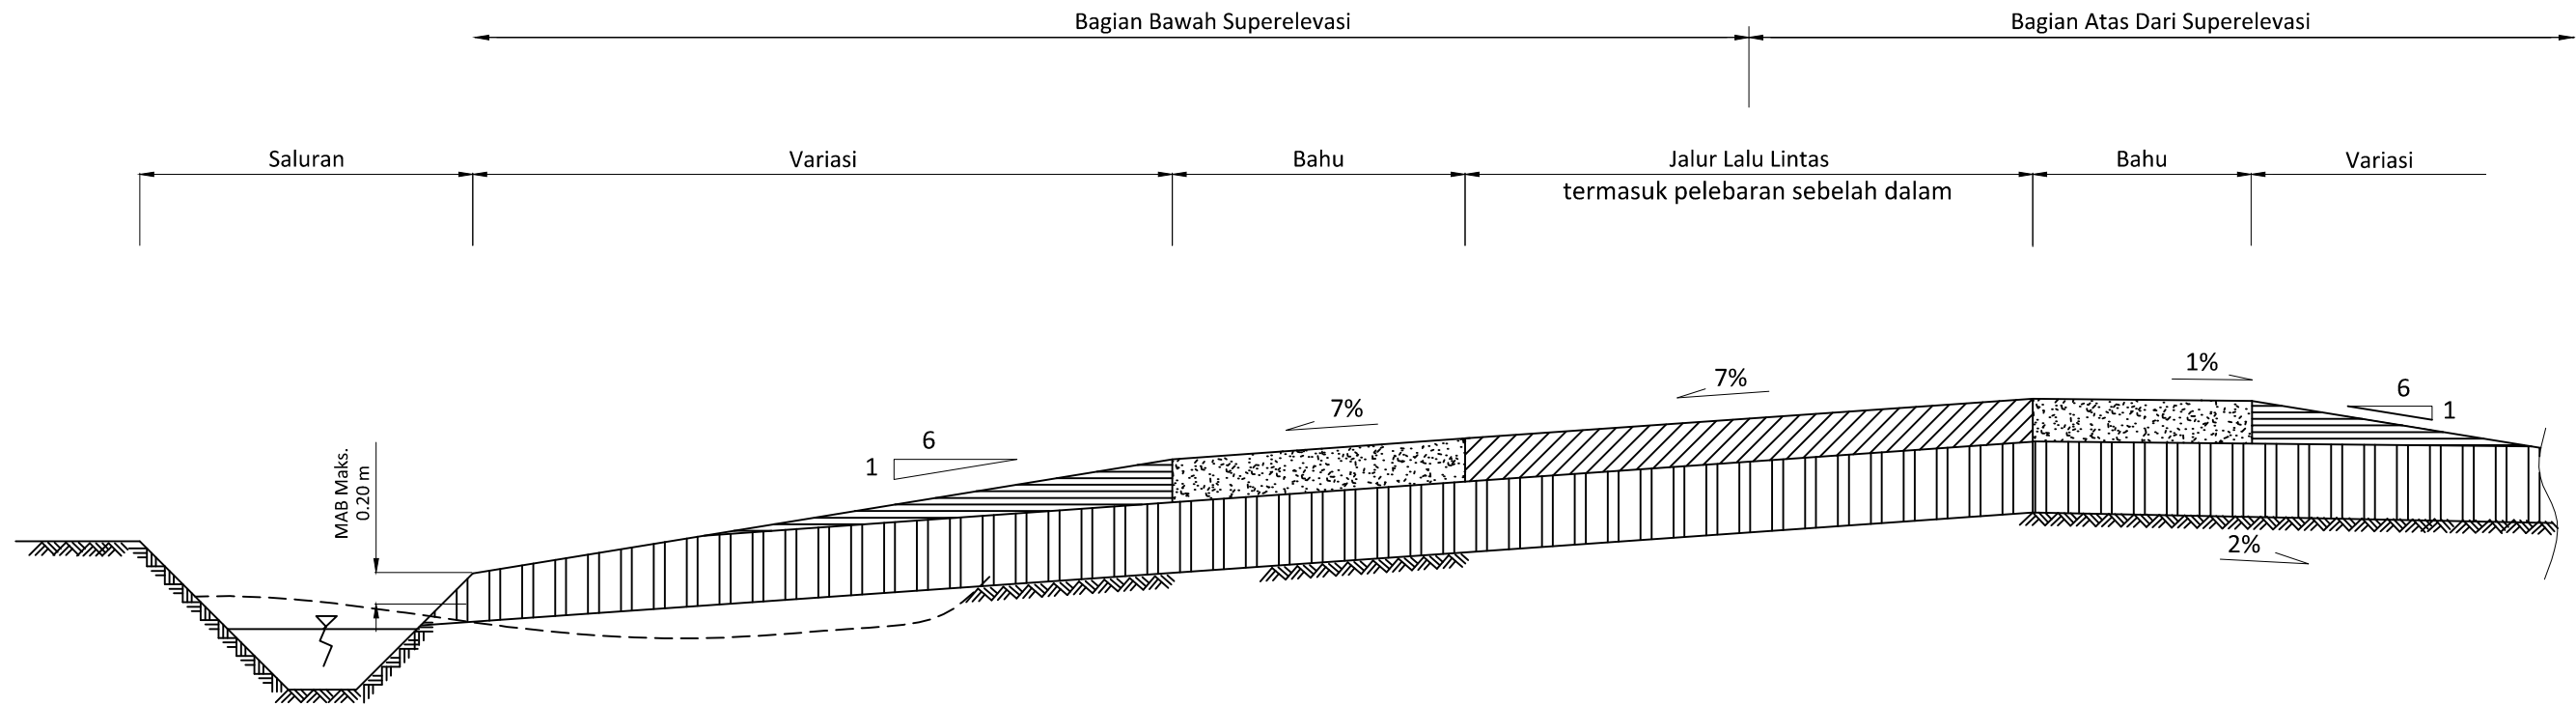 Bagian Bawah Superelevasi
Bagian Atas Dari Superelevasi
Saluran
Variasi
Bahu
Jalur Lalu Lintas
termasuk pelebaran sebelah dalam
Bahu
Variasi
1%
7%
6
1
7%
6
1
MAB Maks.
0.20 m
2%